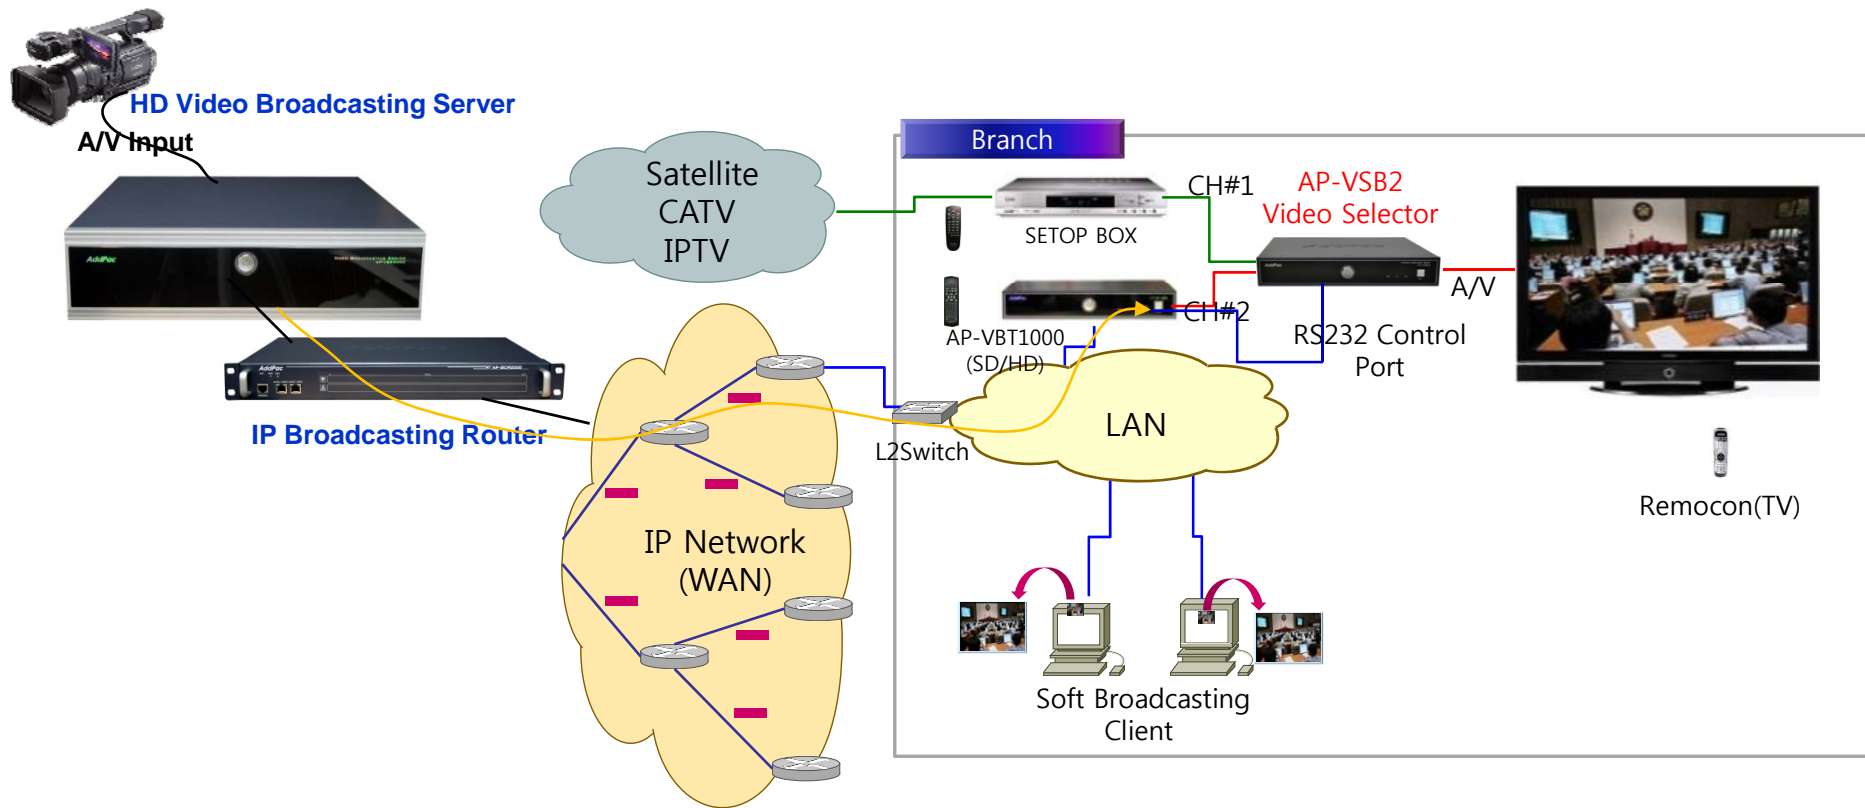 HD Video Broadcasting Server
A/V Input
AddPac
IP Broadcasting Router
AddPac
Satellite
CATV
IPTV
IP Network
(WAN)
Branch
SETOP BOX
CH#1
AP-VSB2
Video Selector
AP-VBT1000
(SD/HD)
CH#2
RS232 Control
Port
A/V
L2Switch
LAN
Soft Broadcasting
Client
Remocon(TV)